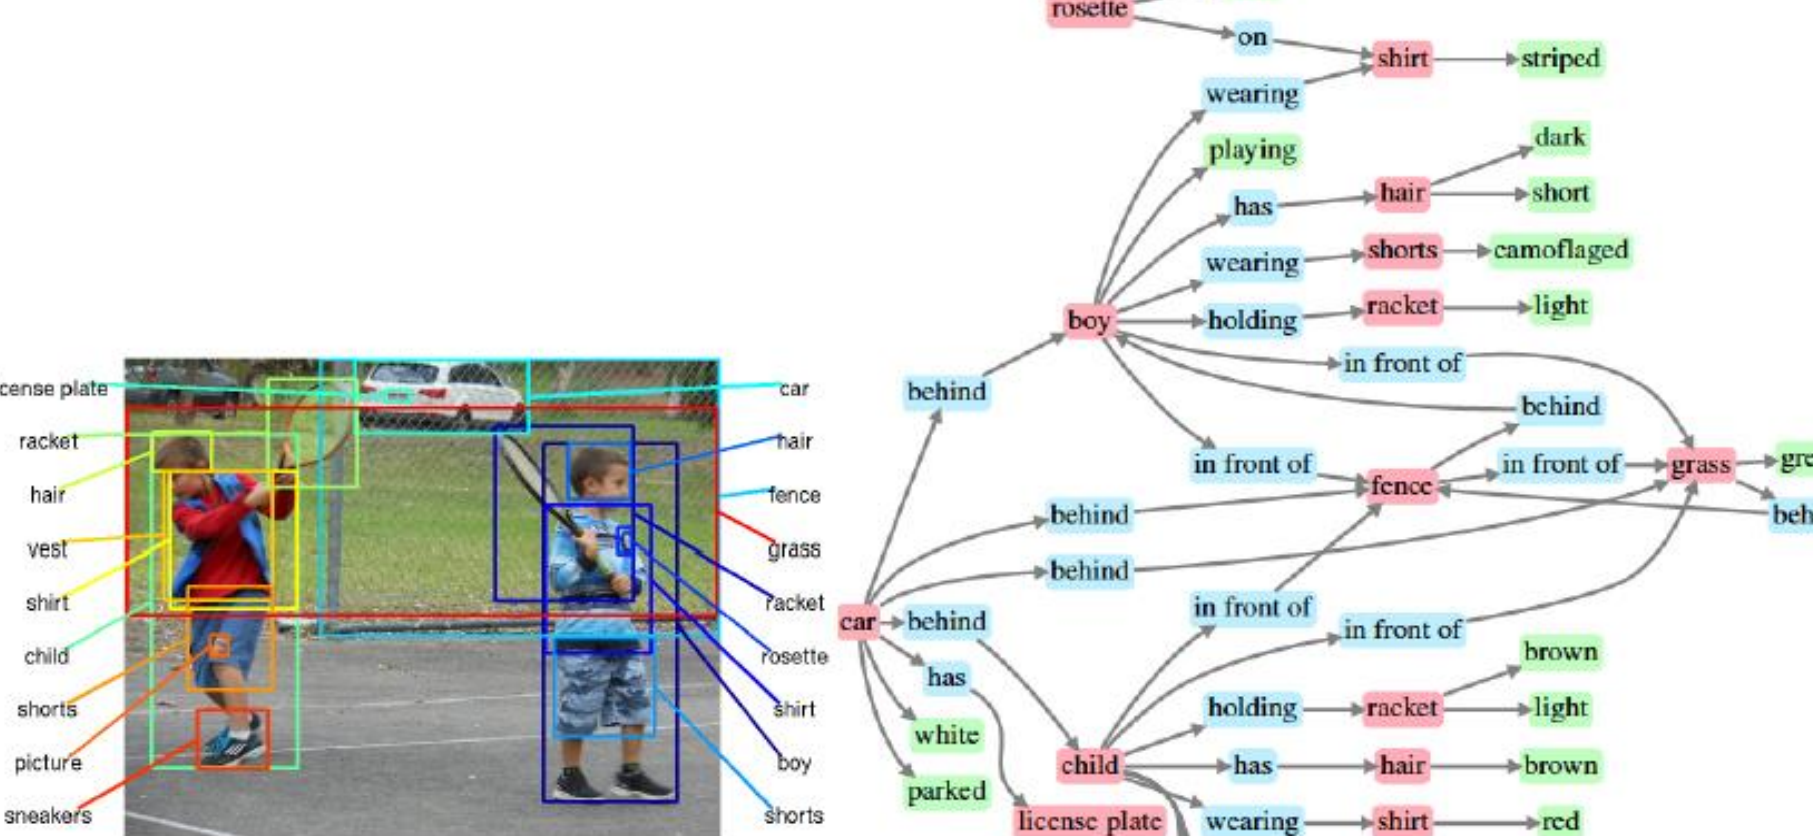 rosette
on
shirt
striped
wearing
playing
dark
has
hair
short
wearing
shorts
camoflaged
boy
holding
racket
light
in front of
behind
behind
in front of
fence
in front of
grass
behind
behind
car
behind
in front of
in front of
has
white
parked
license plate
child
holding
racket
brown
light
has
hair
brown
wearing
shirt
red
cense plate
racket
hair
vest
shirt
child
shorts
picture
sneakers
car
hair
fence
grass
racket
rosette
shirt
boy
shorts